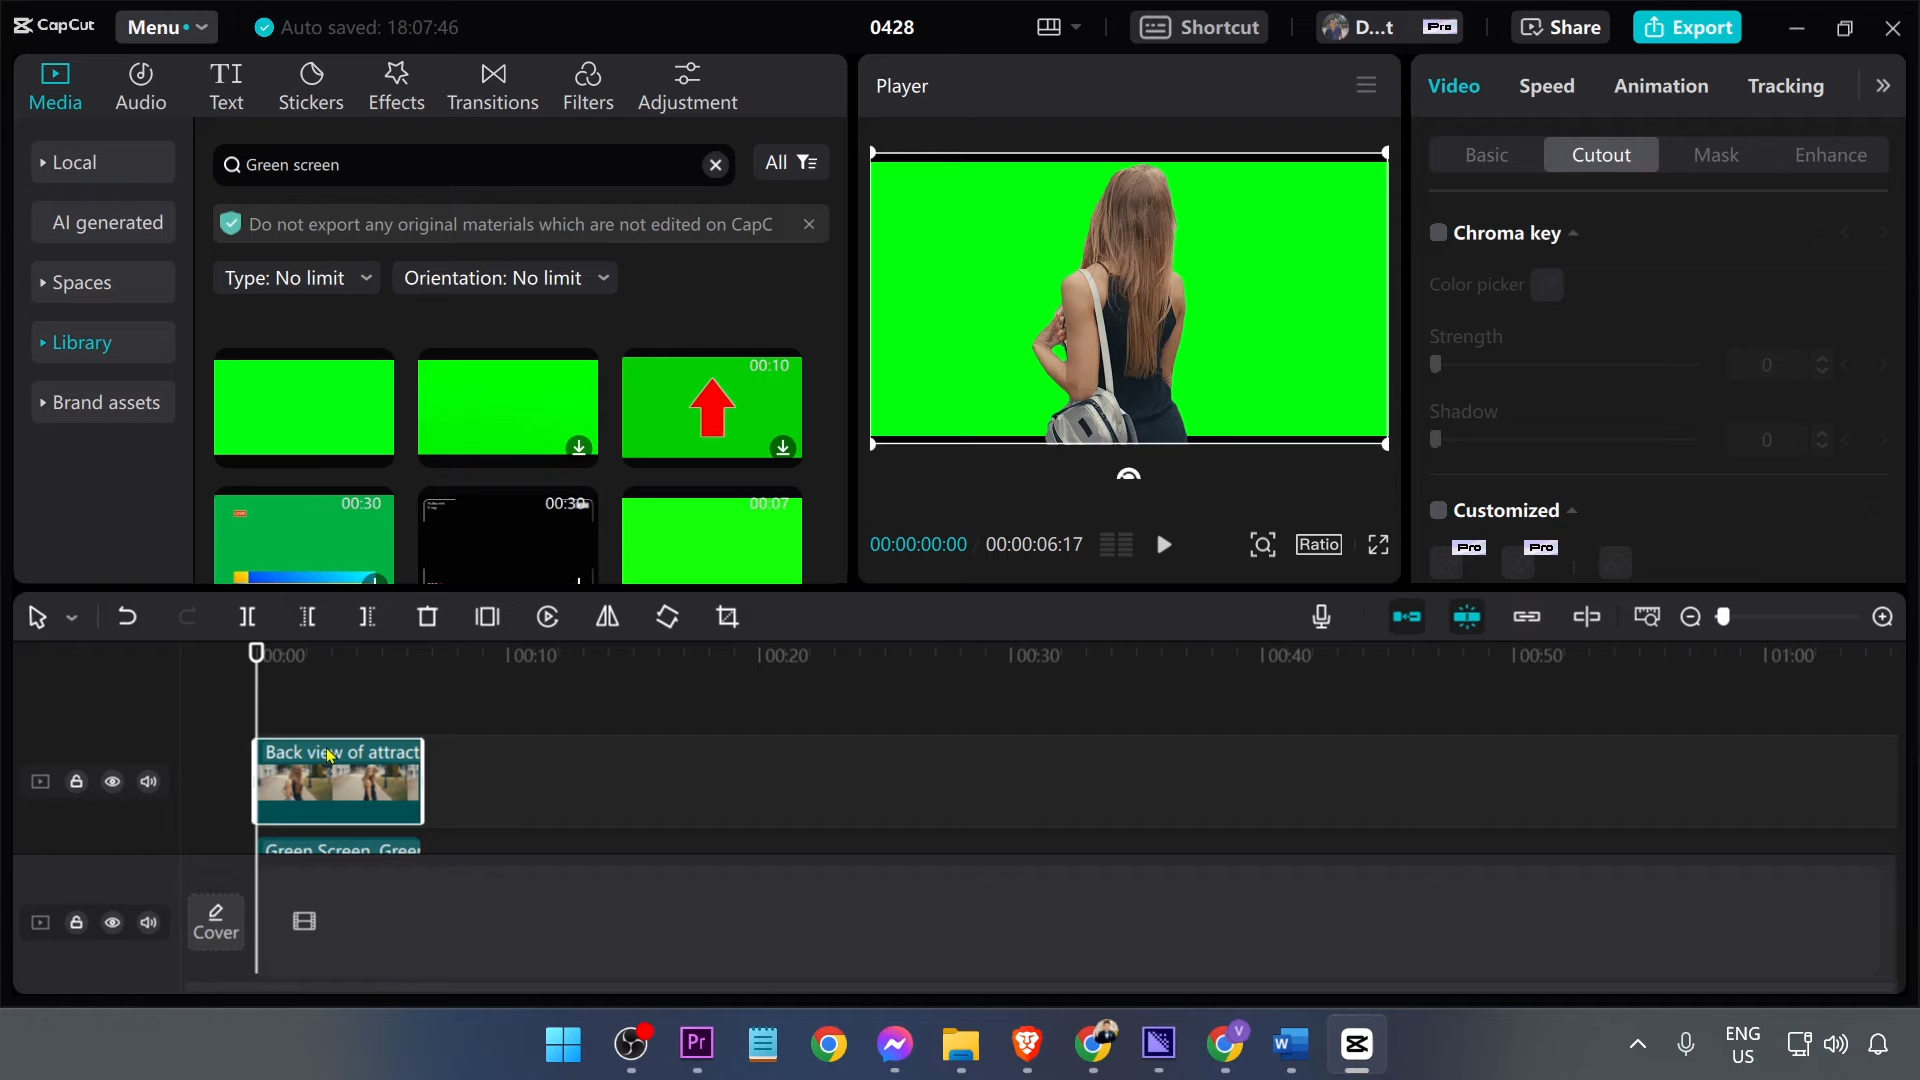 CapCut
Menu
Auto saved: 18:07:46
0428
Shortcut
D...t
Pro
Share
Export
Media
Audio
TI
Text
Stickers
Effects
Transitions
Filters
Adjustment
Player
Video
Speed
Animation
Tracking
Local
AI generated
Spaces
Library
Brand assets
Green screen
All
Do not export any original materials which are not edited on CapC
Type: No limit
Orientation: No limit
00:10
00:30
00:30
00:07
Basic
Cutout
Mask
Enhance
Chroma key
Color picker
Strength
0
Shadow
0
Customized
Pro
Pro
00:00:00:00
00:00:06:17
Ratio
00:00
00:10
00:20
00:30
00:40
00:50
01:00
Back view of attract
Green Screen, Green
Cover
Pr
V
W
ENG
US